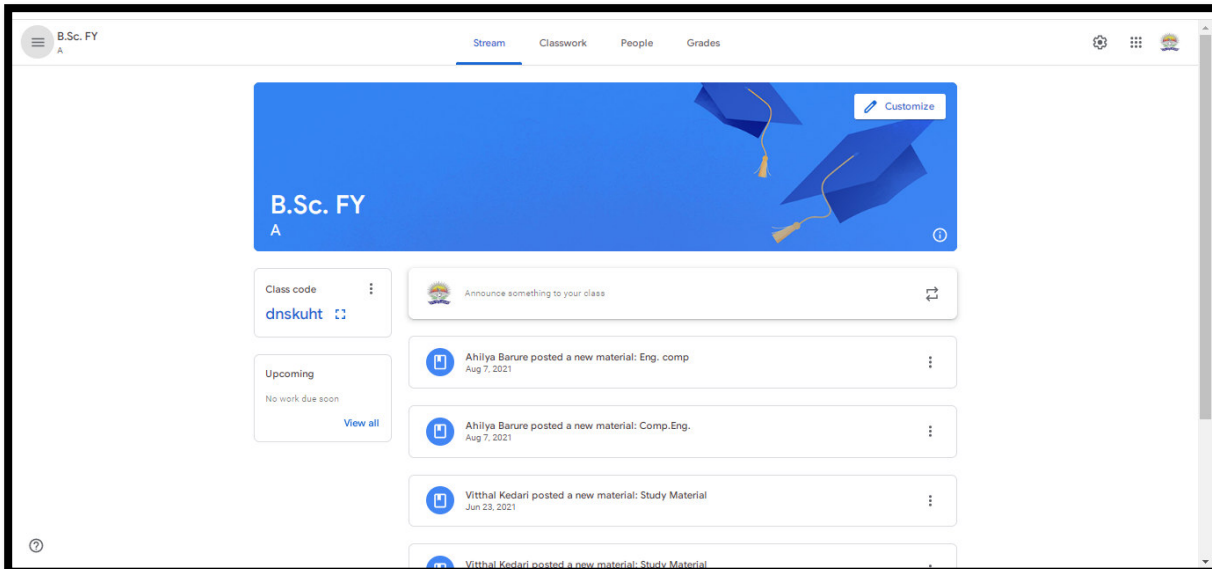 B.Sc. FY
A
Stream Classwork People Grades
Customize
B.Sc. FY
A
Class code
dnskuht
Upcoming
No work due soon
View all
Announce something to your class
Ahilya Barure posted a new material: Eng. comp
Aug 7, 2021
Ahilya Barure posted a new material: Comp.Eng.
Aug 7, 2021
Vitthal Kedari posted a new material: Study Material
Jun 23, 2021
Vitthal Kedari posted a new material: Study Material